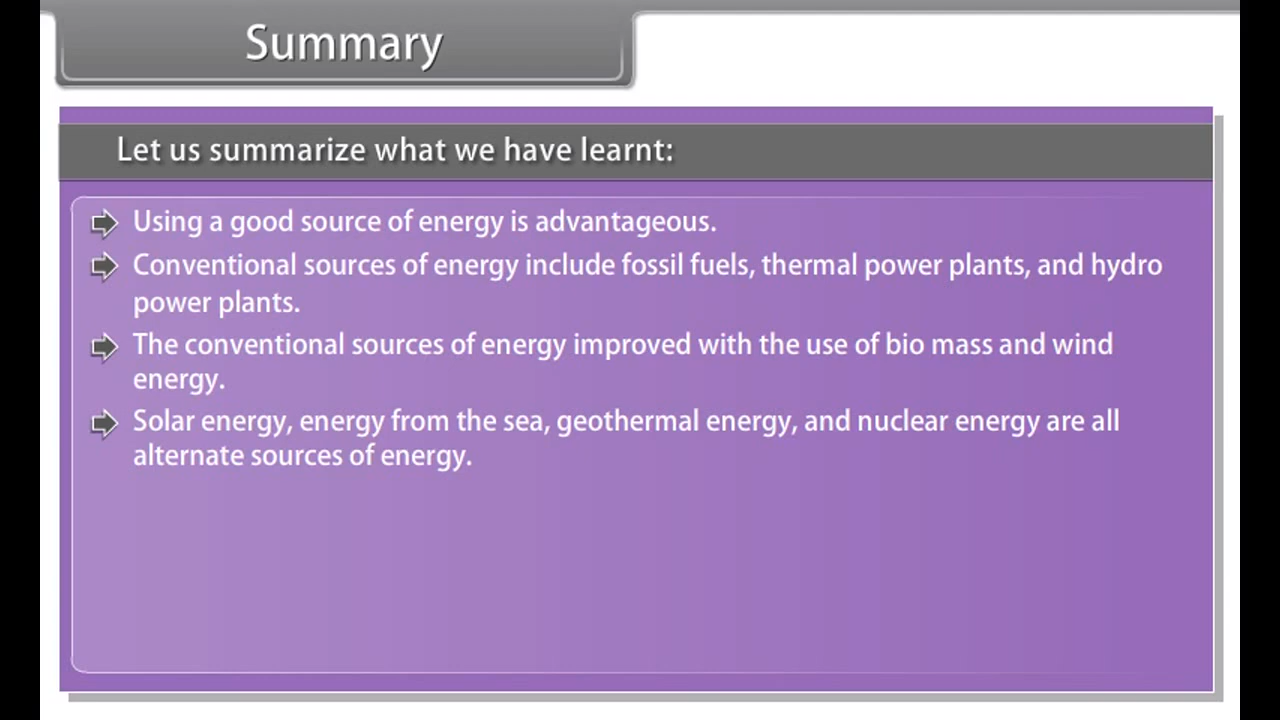 Summary
Let us summarize what we have learnt:
Using a good source of energy is advantageous.
Conventional sources of energy include fossil fuels, thermal power plants, and hydro
power plants.
The conventional sources of energy improved with the use of bio mass and wind
energy.
Solar energy, energy from the sea, geothermal energy, and nuclear energy are all
alternate sources of energy.